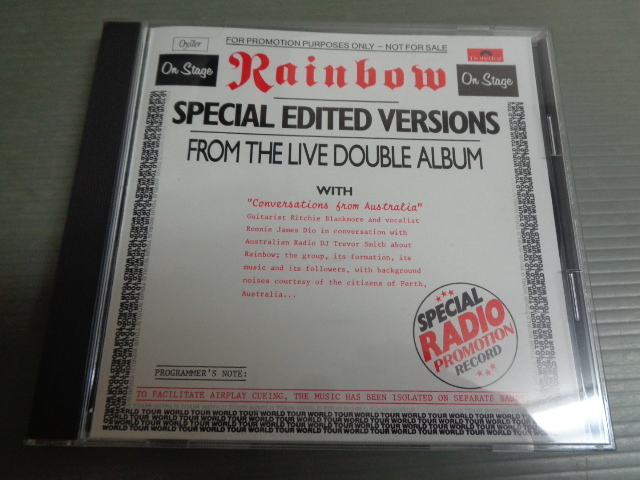 FOR PROMOTION PURPOSES ONLY – NOT FOR SALE
Oyster
On Stage
Rainbow
On Stage
SPECIAL EDITED VERSIONS
FROM THE LIVE DOUBLE ALBUM
WITH
"Conversations from Australia"
Guitarist Ritchie Blackmore and vocalist
Ronnie James Dio in conversation with
Australian Radio DJ Trevor Smith about
Rainbow; the group, its formation, its
music and its followers, with background
noises courtesy of the citizens of Perth,
Australia...
SPECIAL
RADIO
PROMOTION
RECORD
PROGRAMMER'S NOTE:
TO FACILITATE AIRPLAY CUEING, THE MUSIC HAS BEEN ISOLATED ON SEPARATE
WORLD TOUR WORLD TOUR WORLD TOUR WORLD TOUR WORLD TOUR WORLD TOUR WORLD TOUR